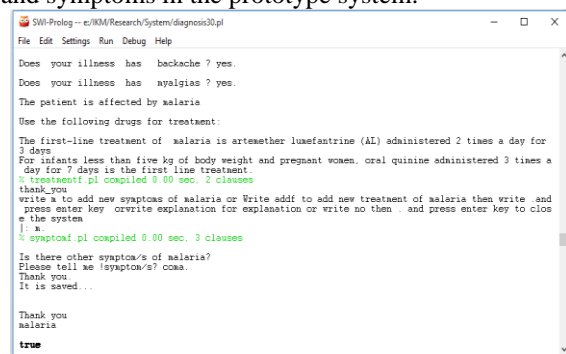 and symptoms in the prototype system.
SWI-Prolog -- e:/IKM/Research/System/diagnosis30.pl
File Edit Settings Run Debug Help
Does your illness has backache ? yes.
Does your illness has myalgias ? yes.
The patient is affected by malaria
Use the following drugs for treatment:
The first-line treatment of malaria is artemether lumefantrine (AL) administered 2 times a day for
3 days
For infants less than five kg of body weight and pregnant women, oral quinine administered 3 times a
day for 7 days is the first line treatment.
% treatmentf.pl compiled 0.00 sec, 2 clauses
thank_you
write m to add new symptoms of malaria or Write addf to add new treatment of malaria then write .and
press enter key orwrite explanation for explanation or write no then . and press enter key to clos
e the system
|: m.
% symptomf.pl compiled 0.00 sec, 3 clauses
Is there other symptom/s of malaria?
Please tell me !symptom/s? coma.
Thank you.
It is saved...
Thank you
malaria
true